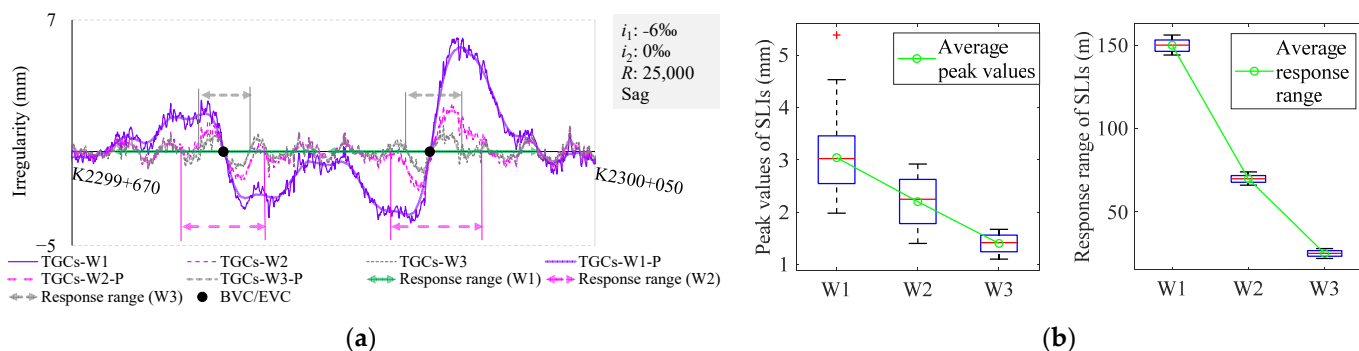 7
i₁: -6‰
i₂: 0‰
R: 25,000
Sag
Irregularity (mm)
K2299+670
K2300+050
−5
TGCs-W1
TGCs-W2
TGCs-W3
TGCs-W1-P
TGCs-W2-P
TGCs-W3-P
Response range (W1)
Response range (W2)
Response range (W3)
BVC/EVC
(a)
Peak values of SLIs (mm)
5
4
3
2
1
Average
peak values
W1
W2
W3
Response range of SLIs (m)
150
100
50
Average
response
range
W1
W2
W3
(b)